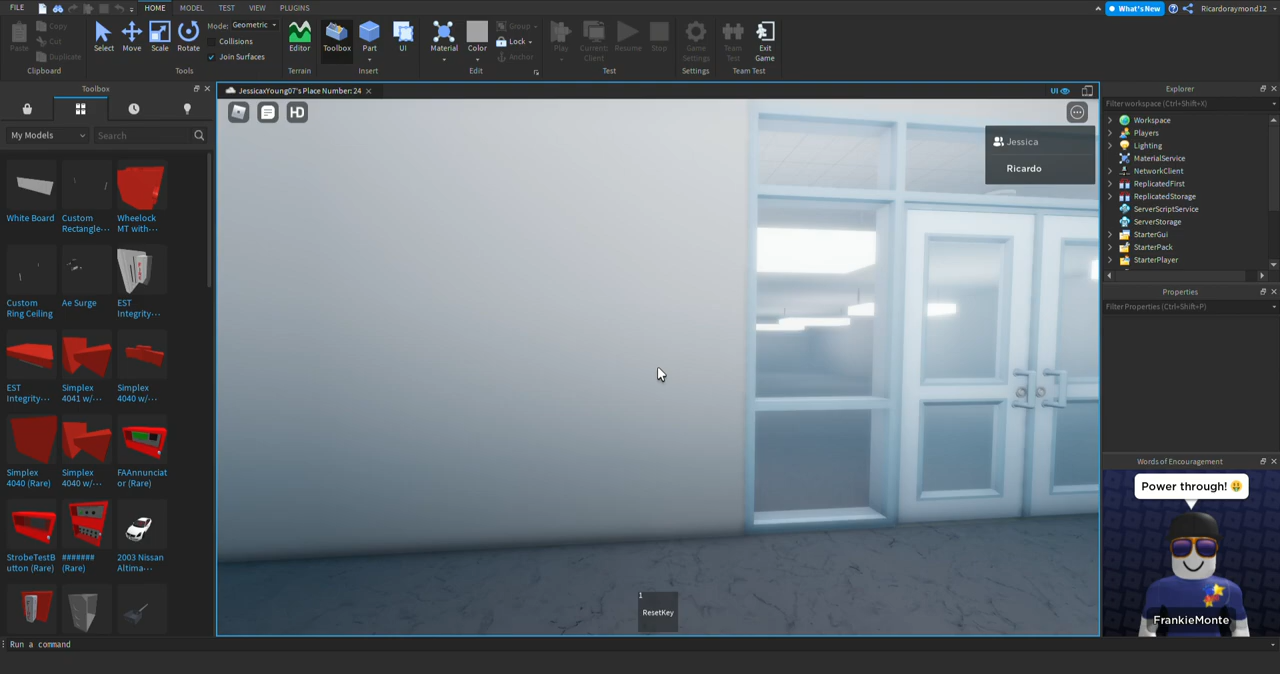 FILE HOME MODEL TEST VIEW PLUGINS What's New Ricardoraymond12
Paste Copy Cut Duplicate Select Move Scale Rotate Mode: Geometric Collisions Join Surfaces Editor Toolbox Part UI Material Color Group Lock Anchor Play Current: Client Resume Stop Game Settings Team Test Exit Game
Clipboard Tools Terrain Insert Edit Test Settings Team Test
Toolbox
My Models Search
White Board
Custom Rectangle···
Wheelock MT with···
Custom Ring Ceiling
Ae Surge
EST Integrity···
EST Integrity···
Simplex 4041 w/···
Simplex 4040 w/···
Simplex 4040 (Rare)
Simplex 4040 w/···
FAAnnunciat or (Rare)
StrobeTestB utton (Rare)
####### (Rare)
2003 Nissan Altima···
JessicaxYoung07's Place Number: 24
UI
HD
Jessica
Ricardo
1
ResetKey
Explorer
Filter workspace (Ctrl+Shift+X)
Workspace
Players
Lighting
MaterialService
NetworkClient
ReplicatedFirst
ReplicatedStorage
ServerScriptService
ServerStorage
StarterGui
StarterPack
StarterPlayer
Properties
Filter Properties (Ctrl+Shift+P)
Words of Encouragement
Power through! 😃
FrankieMonte
Run a command